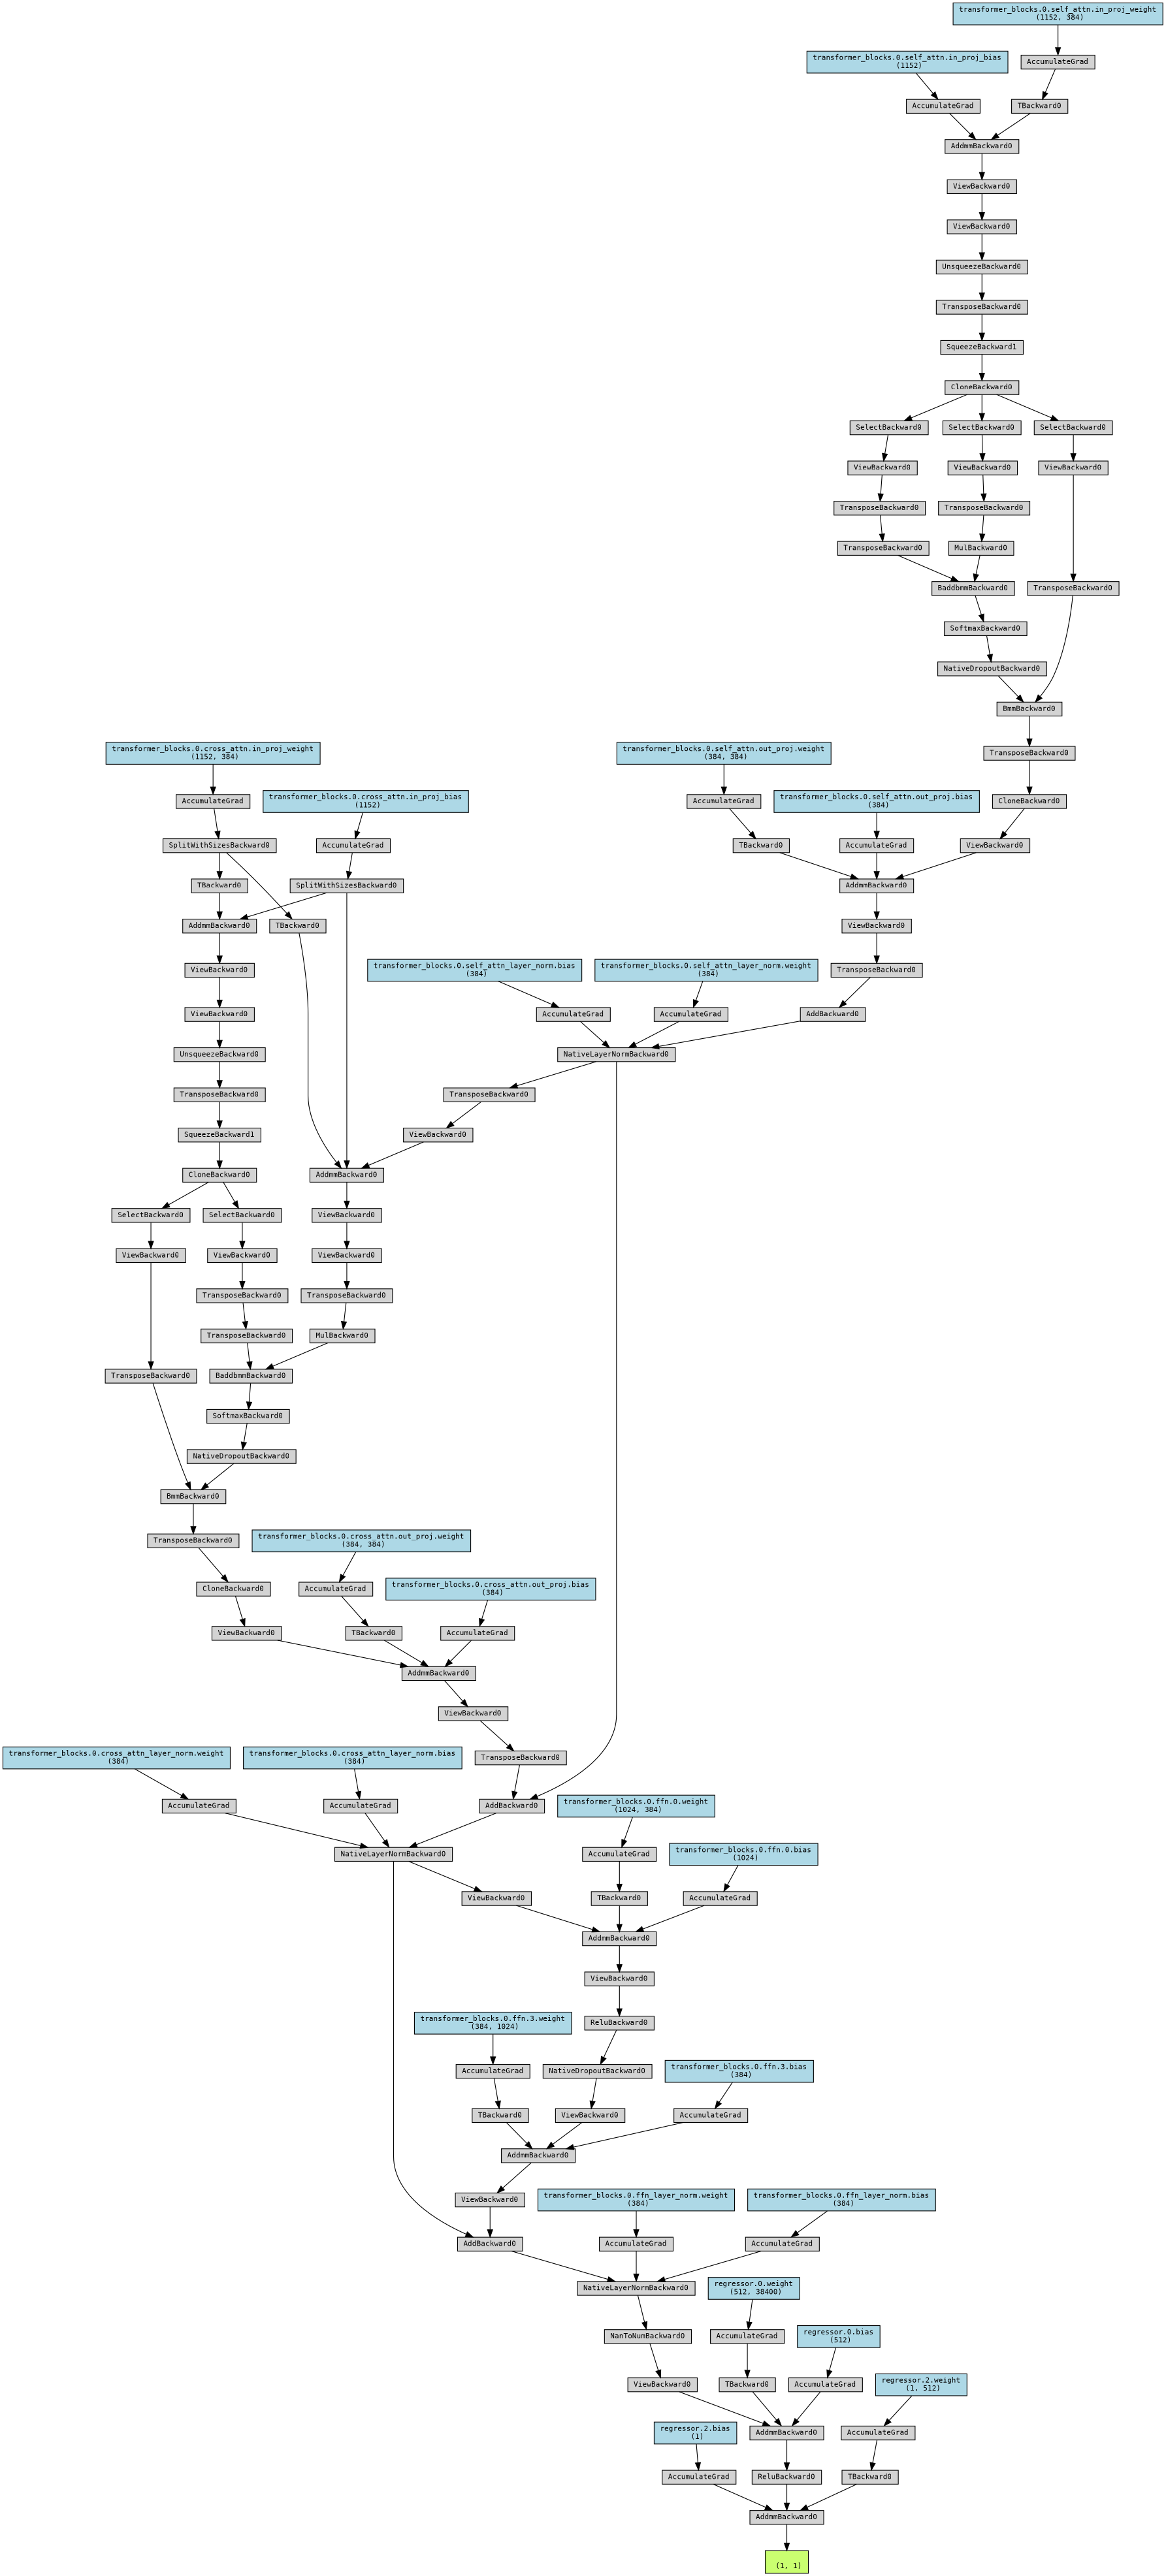 transformer_blocks.0.self_attn.in_proj_weight
(1152, 384)
transformer_blocks.0.self_attn.in_proj_bias
(1152)
AccumulateGrad
AccumulateGrad
TBackward0
AddmmBackward0
ViewBackward0
ViewBackward0
UnsqueezeBackward0
TransposeBackward0
SqueezeBackward1
CloneBackward0
SelectBackward0
SelectBackward0
SelectBackward0
ViewBackward0
ViewBackward0
ViewBackward0
TransposeBackward0
TransposeBackward0
TransposeBackward0
MulBackward0
BaddbmmBackward0
TransposeBackward0
SoftmaxBackward0
NativeDropoutBackward0
BmmBackward0
transformer_blocks.0.cross_attn.in_proj_weight
(1152, 384)
transformer_blocks.0.self_attn.out_proj.weight
(384, 384)
TransposeBackward0
AccumulateGrad
transformer_blocks.0.cross_attn.in_proj_bias
(1152)
AccumulateGrad
transformer_blocks.0.self_attn.out_proj.bias
(384)
CloneBackward0
SplitWithSizesBackward0
AccumulateGrad
TBackward0
AccumulateGrad
ViewBackward0
TBackward0
SplitWithSizesBackward0
AddmmBackward0
AddmmBackward0
TBackward0
ViewBackward0
ViewBackward0
transformer_blocks.0.self_attn_layer_norm.bias
(384)
transformer_blocks.0.self_attn_layer_norm.weight
(384)
TransposeBackward0
ViewBackward0
AccumulateGrad
AccumulateGrad
AddBackward0
UnsqueezeBackward0
NativeLayerNormBackward0
TransposeBackward0
TransposeBackward0
SqueezeBackward1
ViewBackward0
CloneBackward0
AddmmBackward0
SelectBackward0
SelectBackward0
ViewBackward0
ViewBackward0
ViewBackward0
ViewBackward0
TransposeBackward0
TransposeBackward0
TransposeBackward0
MulBackward0
TransposeBackward0
BaddbmmBackward0
SoftmaxBackward0
NativeDropoutBackward0
BmmBackward0
TransposeBackward0
transformer_blocks.0.cross_attn.out_proj.weight
(384, 384)
CloneBackward0
AccumulateGrad
transformer_blocks.0.cross_attn.out_proj.bias
(384)
ViewBackward0
TBackward0
AccumulateGrad
AddmmBackward0
ViewBackward0
transformer_blocks.0.cross_attn_layer_norm.weight
(384)
transformer_blocks.0.cross_attn_layer_norm.bias
(384)
TransposeBackward0
AccumulateGrad
AccumulateGrad
AddBackward0
transformer_blocks.0.ffn.0.weight
(1024, 384)
NativeLayerNormBackward0
AccumulateGrad
transformer_blocks.0.ffn.0.bias
(1024)
ViewBackward0
TBackward0
AccumulateGrad
AddmmBackward0
ViewBackward0
transformer_blocks.0.ffn.3.weight
(384, 1024)
ReluBackward0
AccumulateGrad
NativeDropoutBackward0
transformer_blocks.0.ffn.3.bias
(384)
TBackward0
ViewBackward0
AccumulateGrad
AddmmBackward0
ViewBackward0
transformer_blocks.0.ffn_layer_norm.weight
(384)
transformer_blocks.0.ffn_layer_norm.bias
(384)
AddBackward0
AccumulateGrad
AccumulateGrad
NativeLayerNormBackward0
regressor.0.weight
(512, 38400)
NanToNumBackward0
AccumulateGrad
regressor.0.bias
(512)
ViewBackward0
TBackward0
AccumulateGrad
regressor.2.weight
(1, 512)
regressor.2.bias
(1)
AddmmBackward0
AccumulateGrad
AccumulateGrad
ReluBackward0
TBackward0
AddmmBackward0
(1, 1)